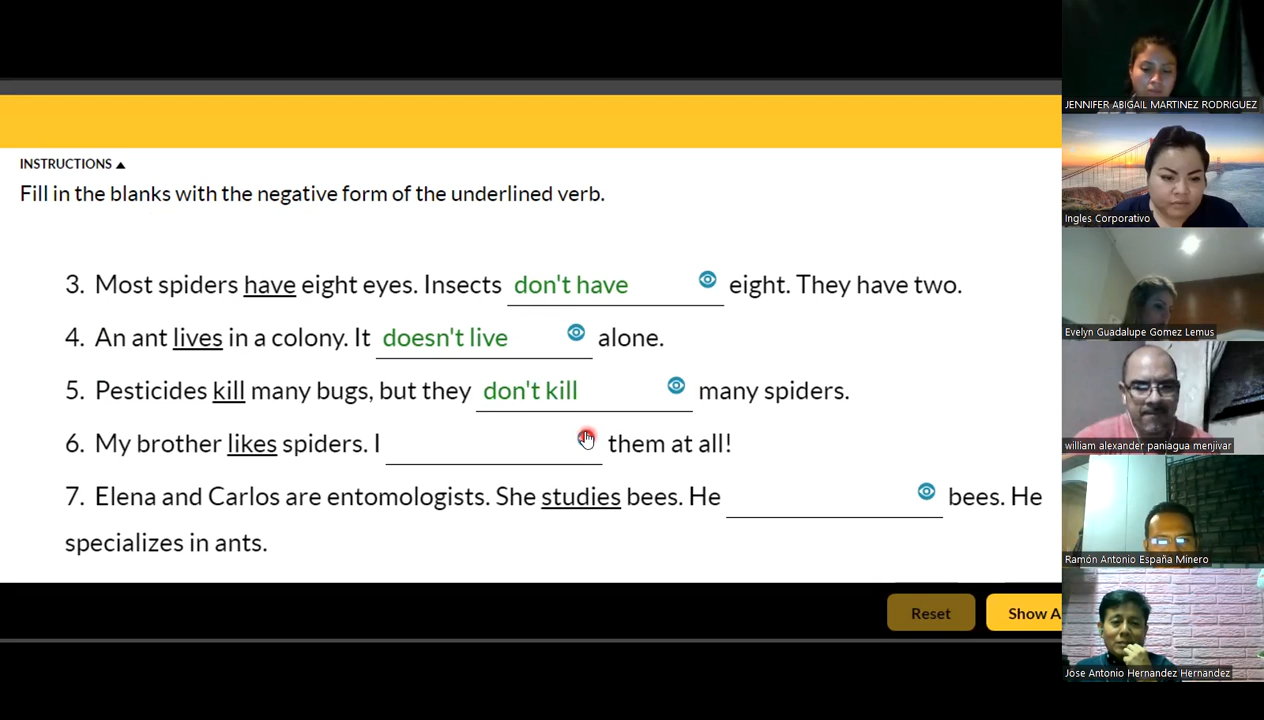 INSTRUCTIONS
Fill in the blanks with the negative form of the underlined verb.
3. Most spiders have eight eyes. Insects don't have eight. They have two.
4. An ant lives in a colony. It doesn't live alone.
5. Pesticides kill many bugs, but they don't kill many spiders.
6. My brother likes spiders. I them at all!
7. Elena and Carlos are entomologists. She studies bees. He bees. He
specializes in ants.
Reset
Show A
JENNIFER ABIGAIL MARTINEZ RODRIGUEZ
Ingles Corporativo
Evelyn Guadalupe Gomez Lemus
william alexander paniagua menjivar
Ramón Antonio España Minero
Jose Antonio Hernandez Hernandez